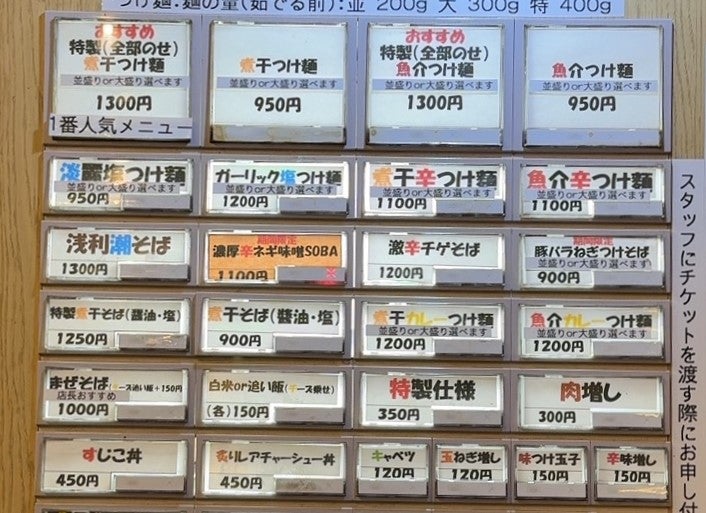 つけ麺:麺の量(茹でる前):並 200g 大 300g 特 400g
おすすめ
特製(全部のせ)
煮干つけ麺
並盛りor大盛り選べます
1300円
1番人気メニュー
煮干つけ麺
並盛りor大盛り選べます
950円
おすすめ
特製(全部のせ)
魚介つけ麺
並盛りor大盛り選べます
1300円
魚介つけ麺
並盛りor大盛り選べます
950円
淡麗塩つけ麺
並盛りor大盛り選べます
950円
ガーリック塩つけ麺
並盛りor大盛り選べます
1200円
煮干辛つけ麺
並盛りor大盛り選べます
1100円
魚介辛つけ麺
並盛りor大盛り選べます
1100円
浅利潮そば
1300円
期間限定
濃厚辛ネギ味噌SOBA
1100円
激辛チゲそば
1200円
期間限定
豚バラねぎつけそば
並盛りor大盛り選べます
900円
特製煮干そば(醤油・塩)
1250円
煮干そば(醤油・塩)
900円
煮干カレーつけ麺
並盛りor大盛り選べます
1200円
魚介カレーつけ麺
並盛りor大盛り選べます
1200円
まぜそば(チーズ追い飯+150円)
店長おすすめ
1000円
白米or追い飯(チーズ乗せ)
(各)150円
特製仕様
350円
肉増し
300円
すじこ丼
450円
炙りレアチャーシュー丼
450円
キャベツ
120円
玉ねぎ増し
120円
味つけ玉子
150円
辛味増し
150円
スタッフにチケットを渡す際にお申し付